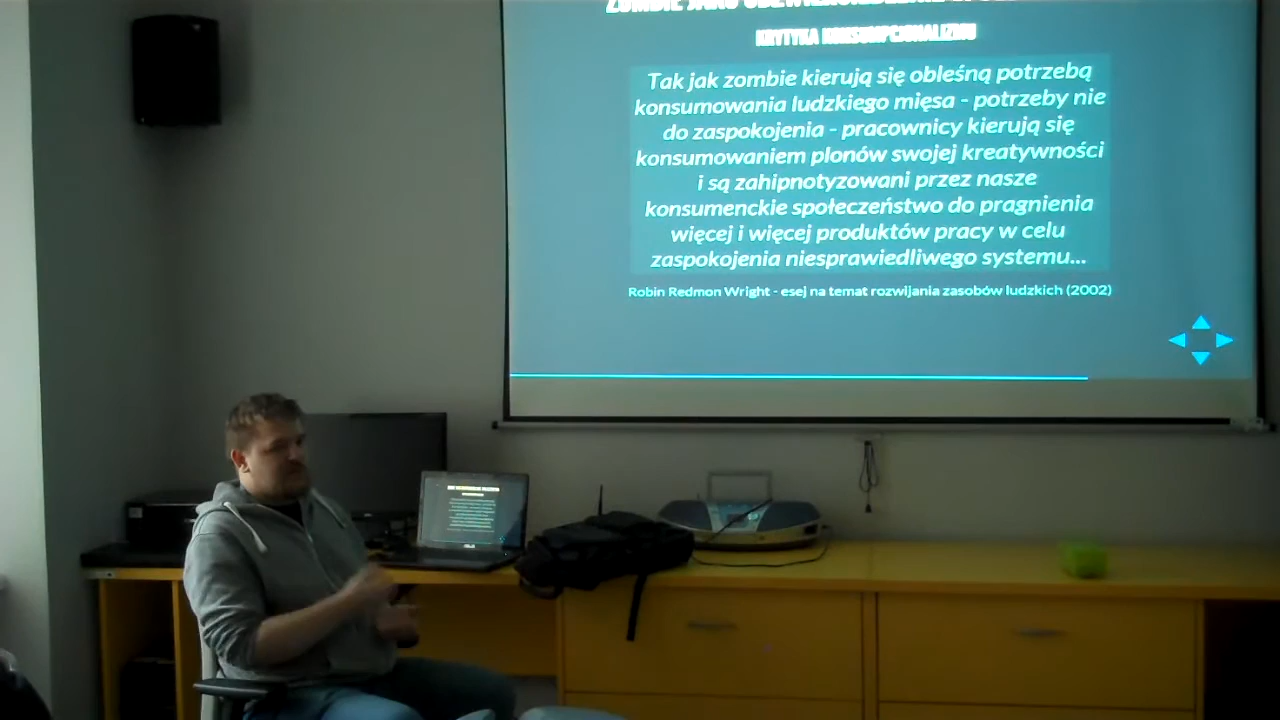 ZOMBIE JAKO
KRYTYKA KONSUMPCJONALIZMU
Tak jak zombie kierują się obleśną potrzebą
konsumowania ludzkiego mięsa - potrzeby nie
do zaspokojenia - pracownicy kierują się
konsumowaniem plonów swojej kreatywności
i są zahipnotyzowani przez nasze
konsumenckie społeczeństwo do pragnienia
więcej i więcej produktów pracy w celu
zaspokojenia niesprawiedliwego systemu...
Robin Redmon Wright - esej na temat rozwijania zasobów ludzkich (2002)